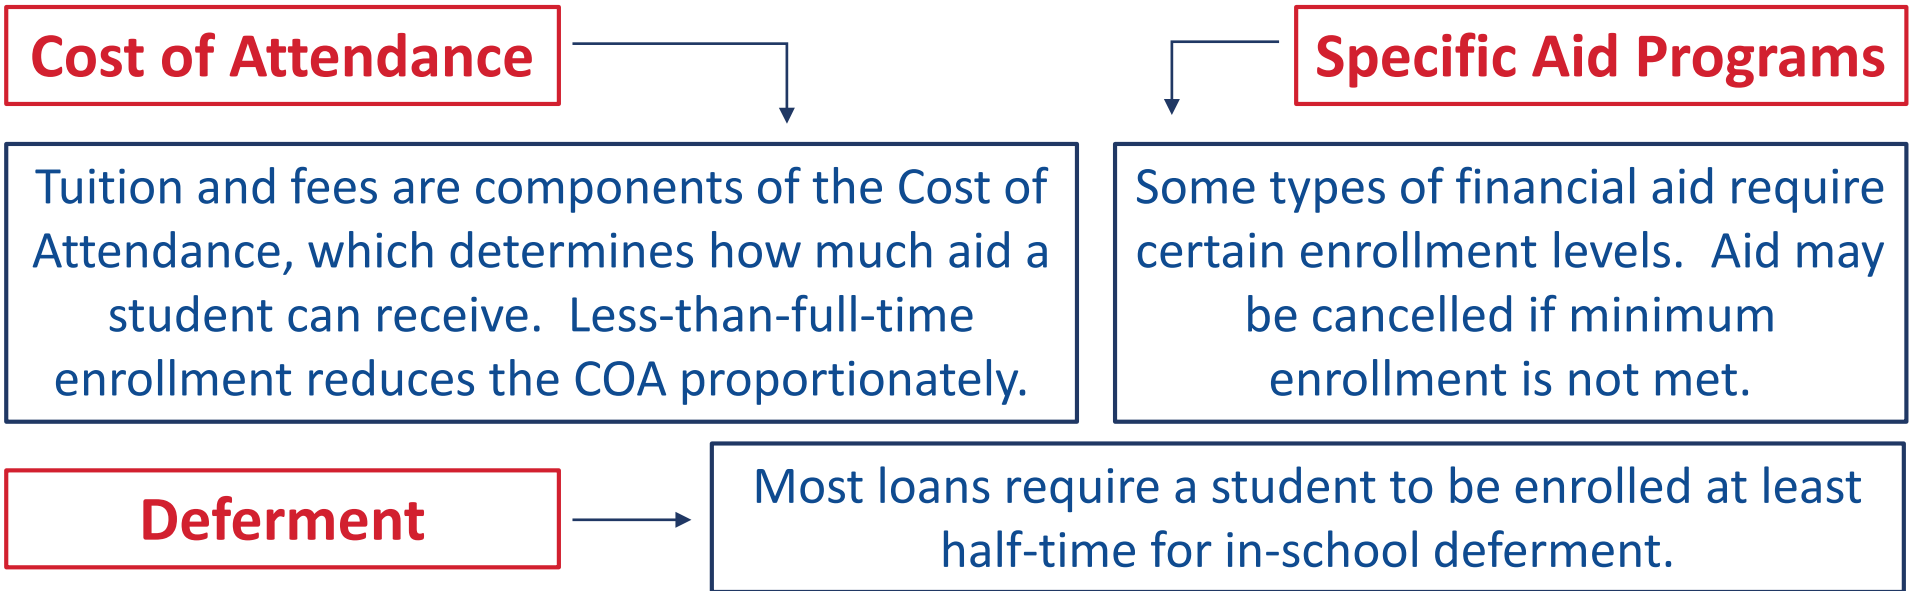 Cost of Attendance
Tuition and fees are components of the Cost of
Attendance, which determines how much aid a
student can receive.  Less-than-full-time
enrollment reduces the COA proportionately.
Specific Aid Programs
Some types of financial aid require
certain enrollment levels.  Aid may
be cancelled if minimum
enrollment is not met.
Deferment
Most loans require a student to be enrolled at least
half-time for in-school deferment.